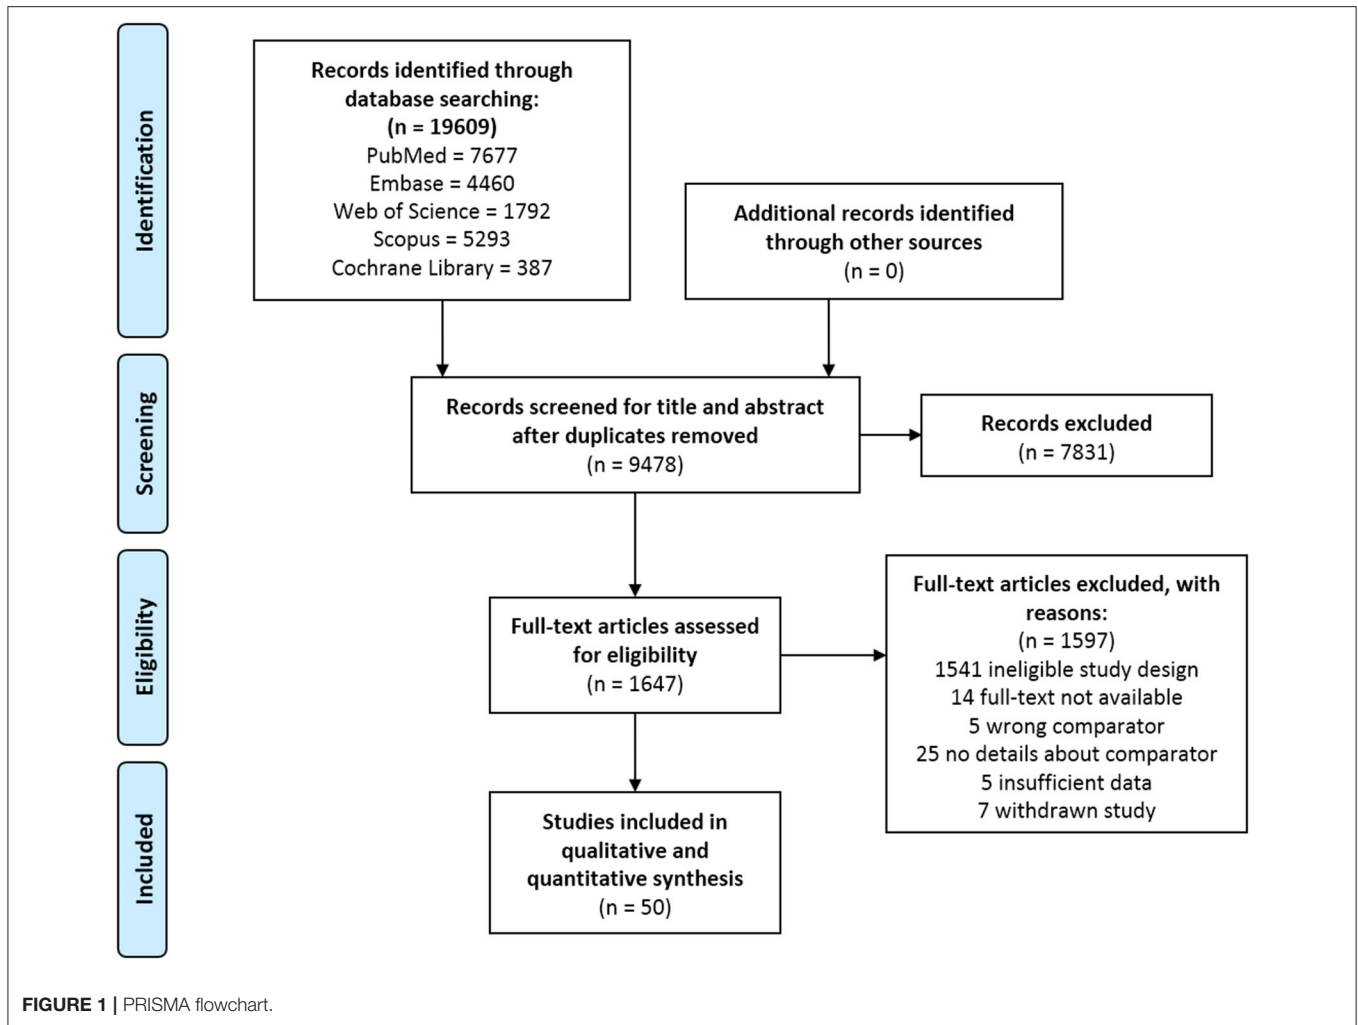 Identification
Records identified through
database searching:
(n = 19609)
PubMed = 7677
Embase = 4460
Web of Science = 1792
Scopus = 5293
Cochrane Library = 387
Additional records identified
through other sources
(n = 0)
Screening
Records screened for title and abstract
after duplicates removed
(n = 9478)
Records excluded
(n = 7831)
Eligibility
Full-text articles assessed
for eligibility
(n = 1647)
Full-text articles excluded, with
reasons:
(n = 1597)
1541 ineligible study design
14 full-text not available
5 wrong comparator
25 no details about comparator
5 insufficient data
7 withdrawn study
Included
Studies included in
qualitative and
quantitative synthesis
(n = 50)
FIGURE 1 | PRISMA flowchart.